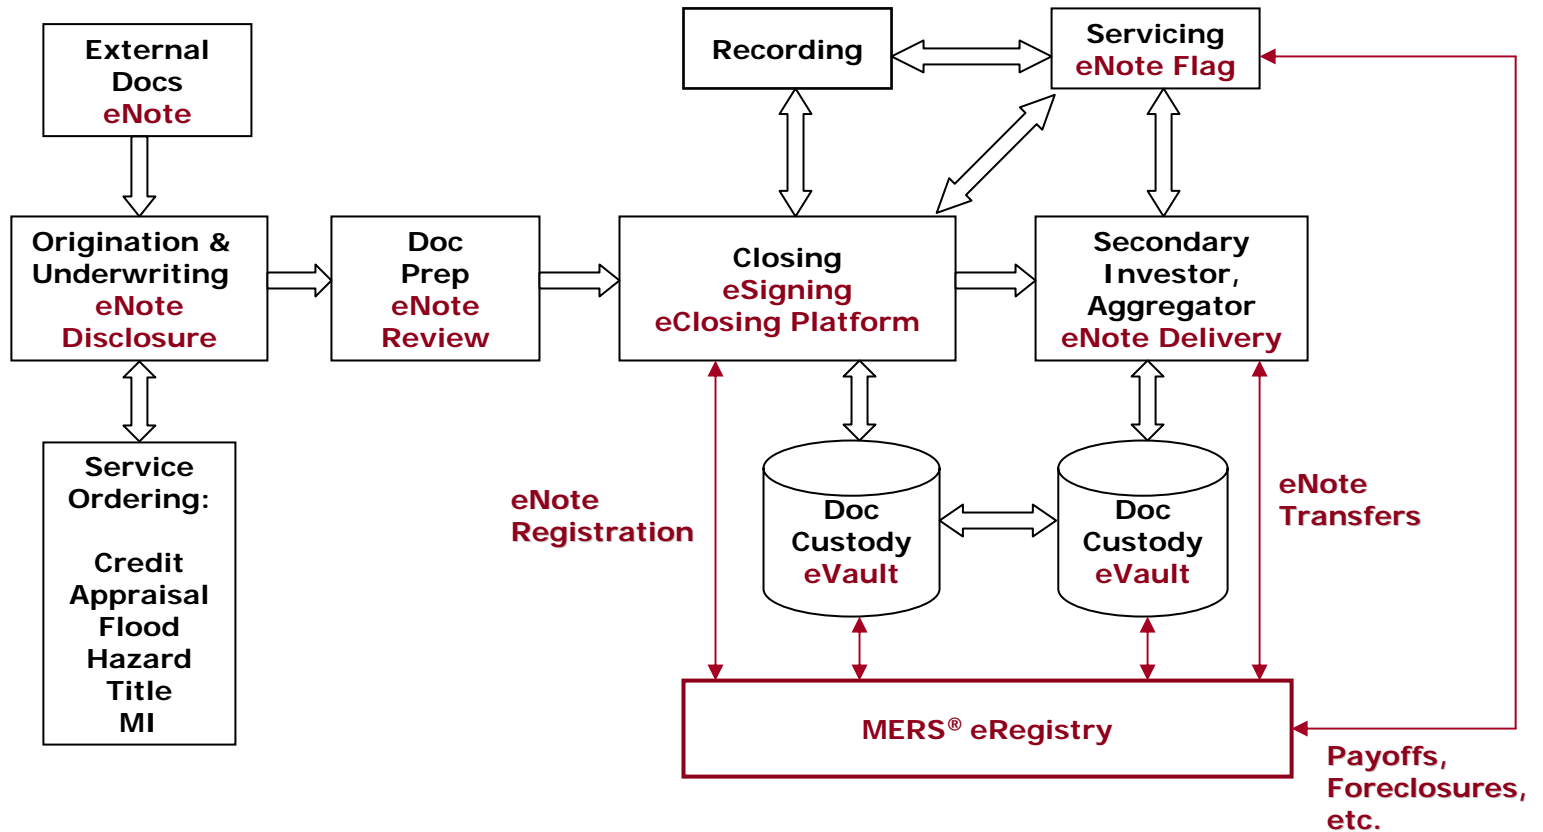 External
Docs
eNote
Recording
Servicing
eNote Flag
Origination &
Underwriting
eNote
Disclosure
Doc
Prep
eNote
Review
Closing
eSigning
eClosing Platform
Secondary
Investor,
Aggregator
eNote Delivery
Service
Ordering:
Credit
Appraisal
Flood
Hazard
Title
MI
eNote
Registration
Doc
Custody
eVault
Doc
Custody
eVault
eNote
Transfers
MERS® eRegistry
Payoffs,
Foreclosures,
etc.